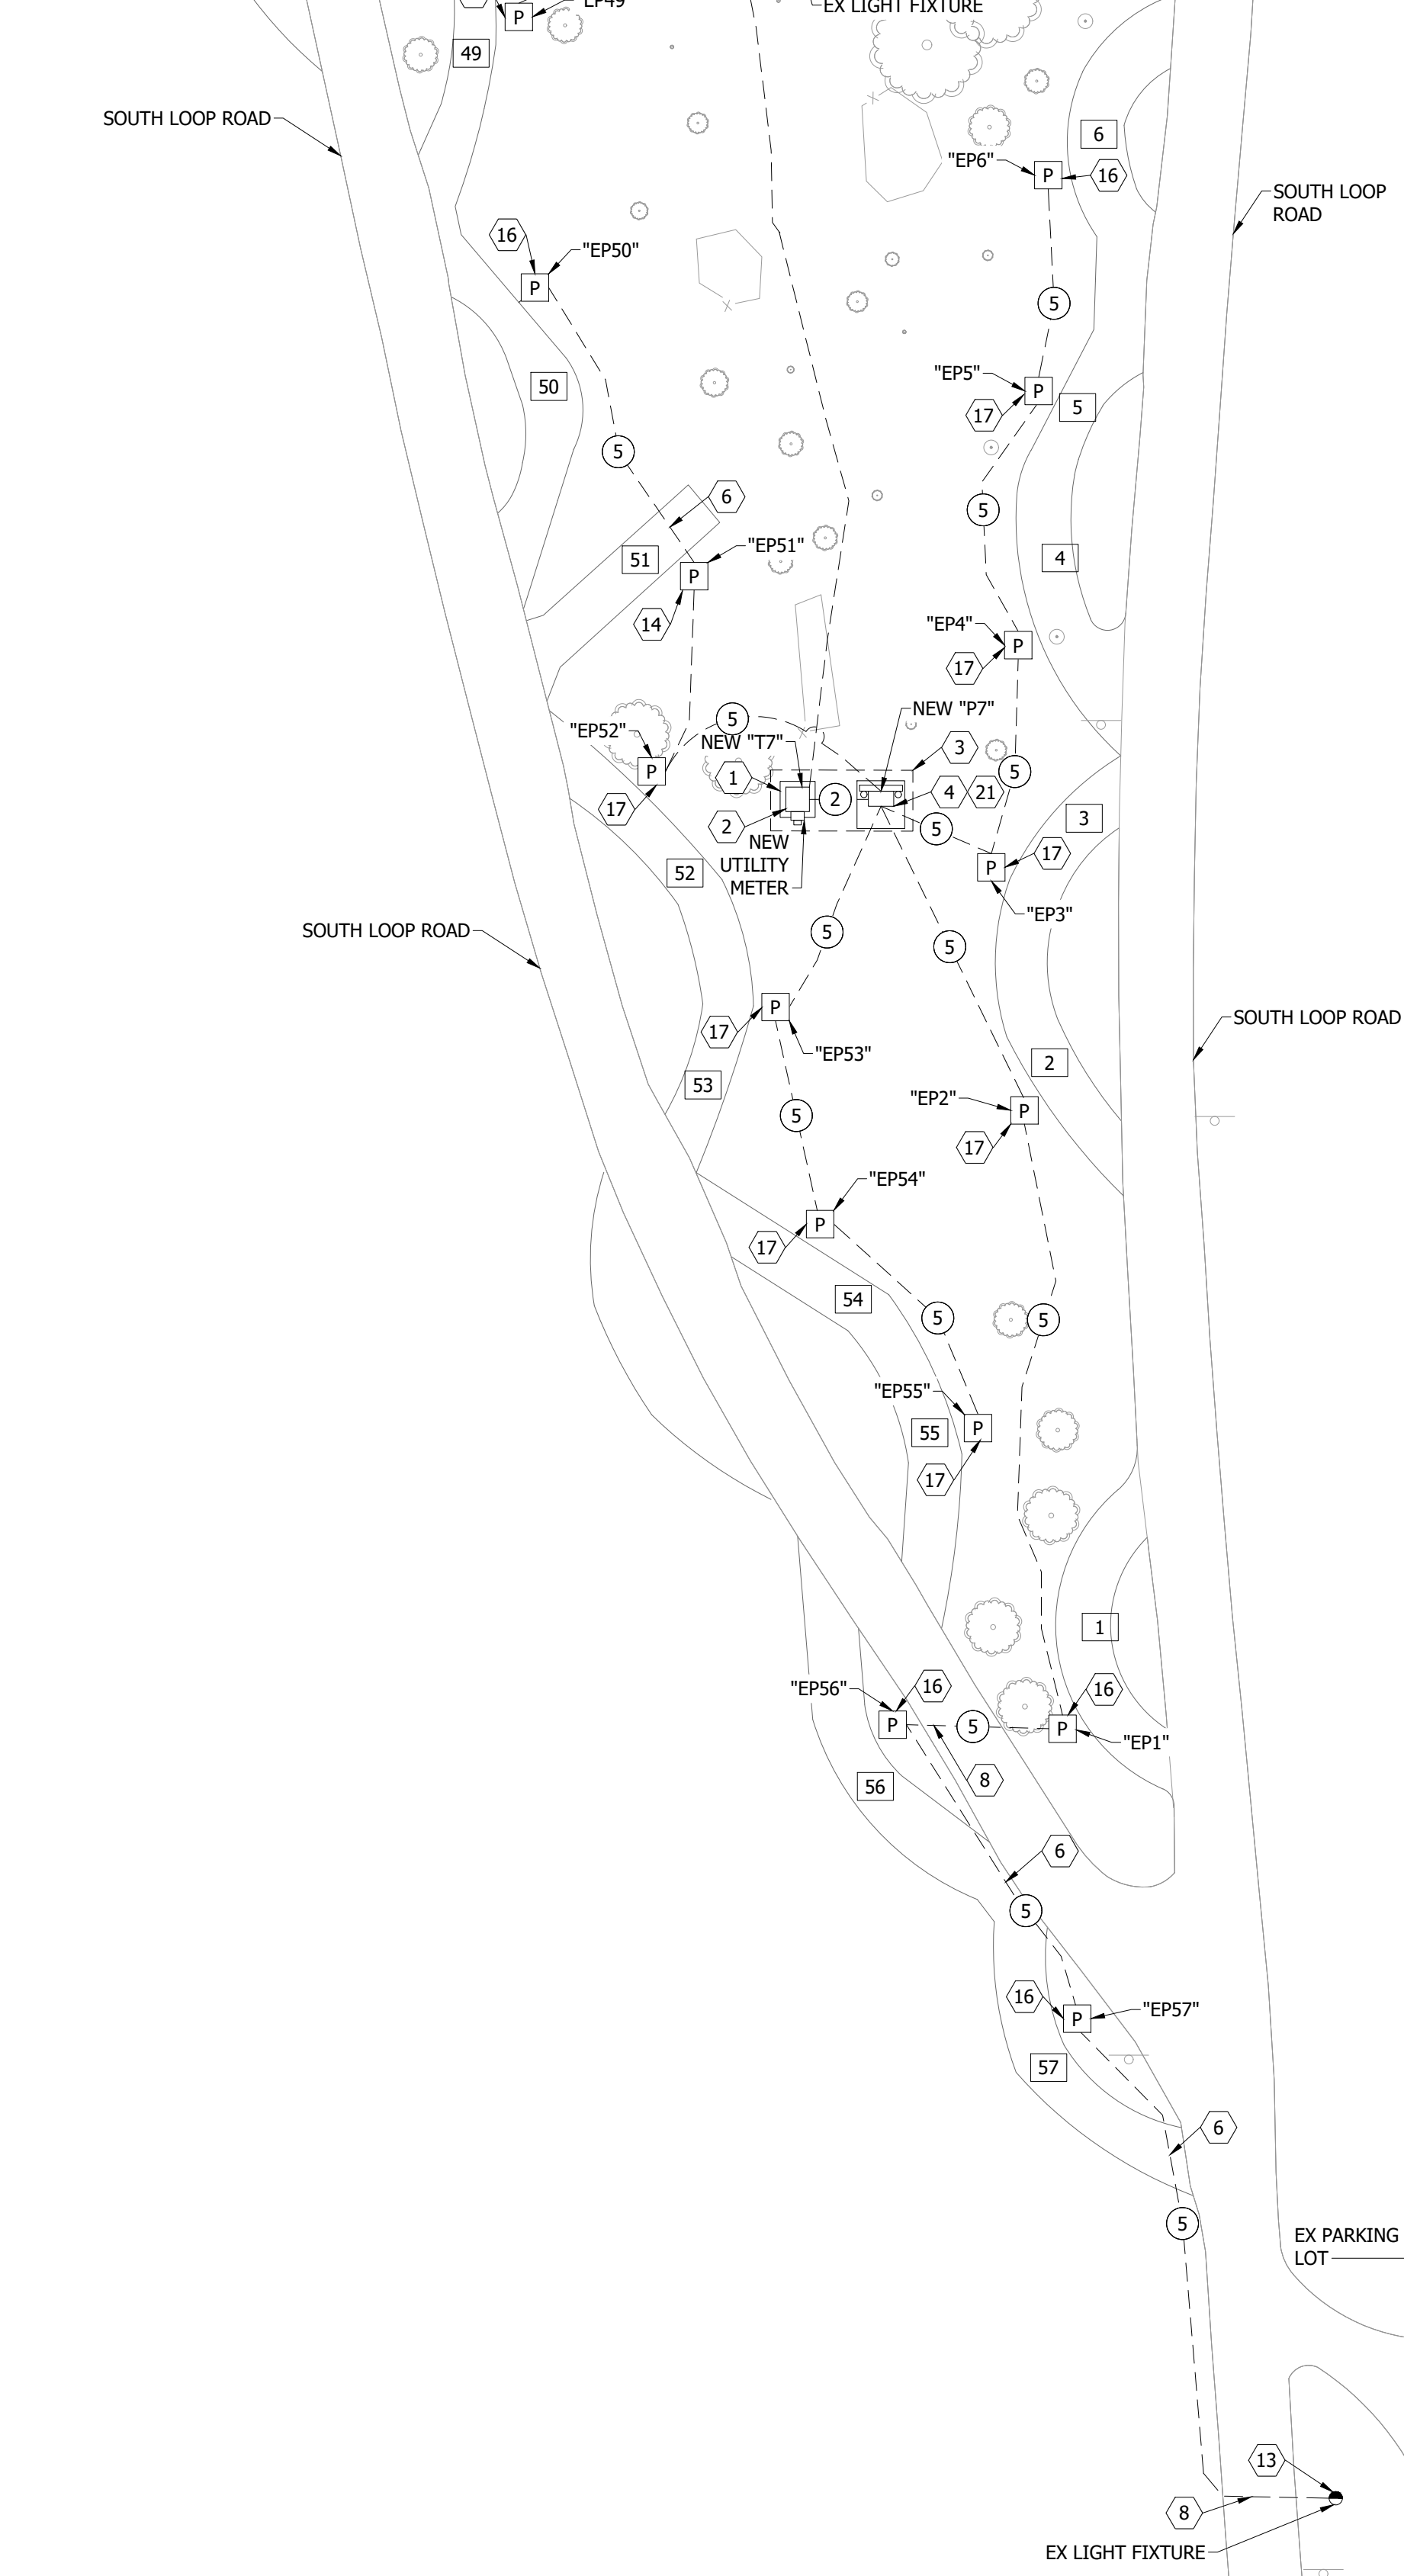 "EP49"
EX LIGHT FIXTURE
P
49
SOUTH LOOP ROAD
6
"EP6"
P
16
SOUTH LOOP
ROAD
16
"EP50"
P
5
"EP5"
P
17
5
50
5
5
6
51
"EP51"
P
14
4
"EP4"
P
17
5
"EP52"
P
17
NEW "T7"
NEW "P7"
3
1
2
2
4
21
5
5
NEW
UTILITY
METER
3
17
P
"EP3"
52
SOUTH LOOP ROAD
5
5
P
17
"EP53"
SOUTH LOOP ROAD
53
2
"EP2"
P
17
5
"EP54"
P
17
54
5
5
"EP55"
P
55
17
1
"EP56"
16
P
5
16
P
"EP1"
8
56
6
5
16
P
"EP57"
57
6
5
EX PARKING
LOT
13
8
EX LIGHT FIXTURE